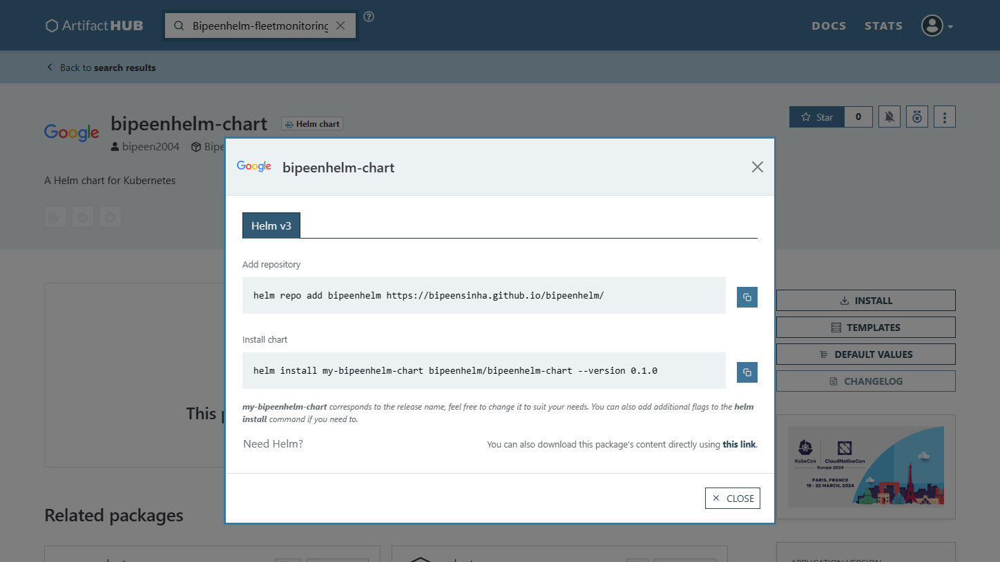 ArtifactHUB
Bipeenhelm-fleetmonitoring
DOCS STATS
Back to search results
Google
bipeenhelm-chart
Helm chart
Star 0
bipeen2004
A Helm chart for Kubernetes
Google bipeenhelm-chart
Helm v3
Add repository
helm repo add bipeenhelm https://bipeensinha.github.io/bipeenhelm/
Install chart
helm install my-bipeenhelm-chart bipeenhelm/bipeenhelm-chart --version 0.1.0
my-bipeenhelm-chart corresponds to the release name, feel free to change it to suit your needs. You can also add additional flags to the helm
install command if you need to.
Need Helm?
You can also download this package's content directly using this link.
CLOSE
INSTALL
TEMPLATES
DEFAULT VALUES
CHANGELOG
This
KubeCon CloudNativeCon
Europe 2024
PARIS, FRANCE
19 - 22 MARCH, 2024
Related packages
APPLICATION VERSION